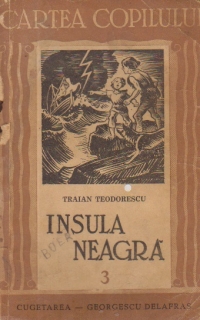 CARTEA COPILULUI
TRAIAN TEODORESCU
INSULA
NEAGRĂ
3
CUGETAREA – GEORGESCU DELAFRAS